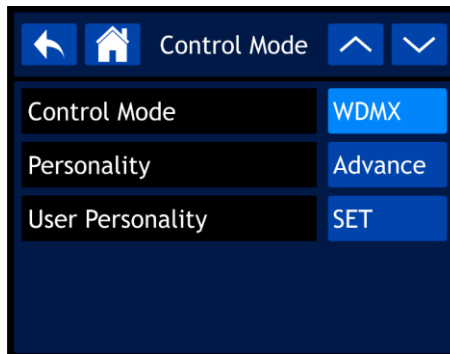 Control Mode
Control Mode WDMX
Personality Advance
User Personality SET